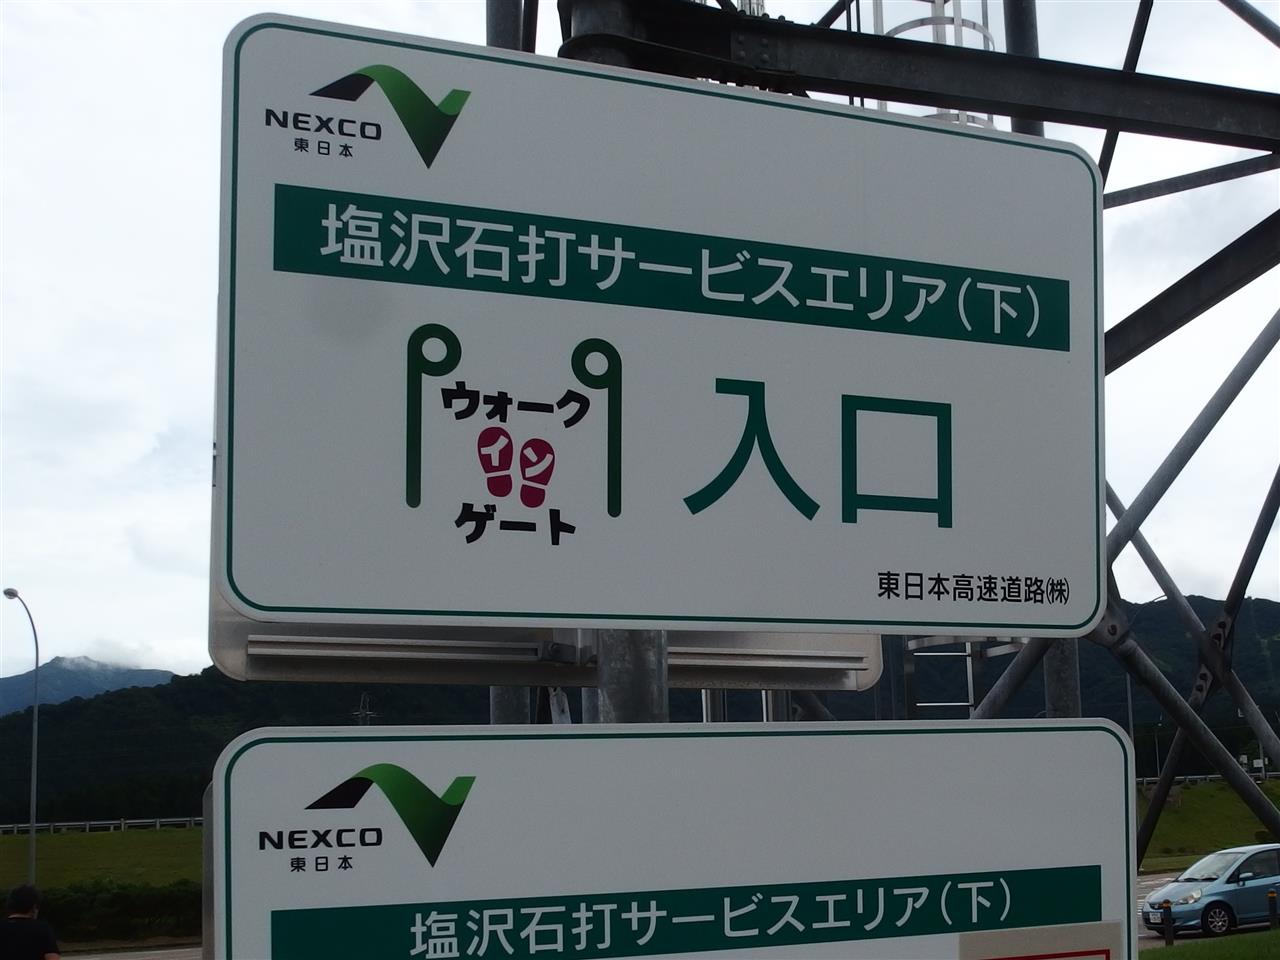 NEXCO
東日本
塩沢石打サービスエリア(下)
ウォーク
イン
ゲート
入口
東日本高速道路㈱
NEXCO
東日本
塩沢石打サービスエリア(下)